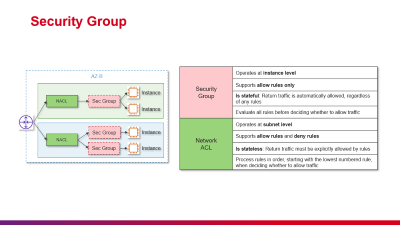 Security Group
AZ B
NACL
Sec Group
Instance
Instance
NACL
Sec Group
Instance
Sec Group
Instance
Security
Group
Operates at instance level
Supports allow rules only
Is stateful: Return traffic is automatically allowed, regardless
of any rules
Evaluate all rules before deciding whether to allow traffic
Network
ACL
Operates at subnet level
Supports allow rules and deny rules
Is stateless: Return traffic must be explicitly allowed by rules
Process rules in order, starting with the lowest numbered rule,
when deciding whether to allow traffic